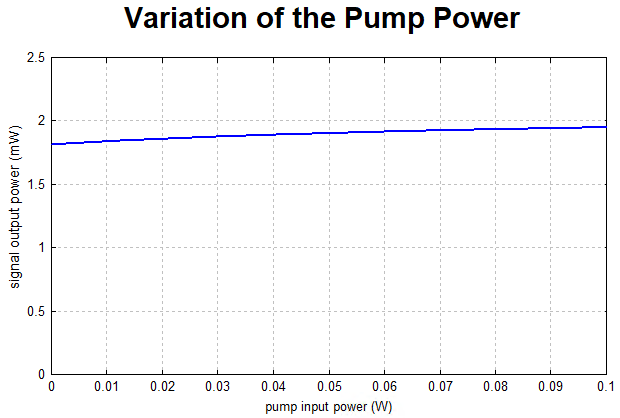 Variation of the Pump Power
2.5
2
1.5
1
0.5
0
signal output power (mW)
0 0.01 0.02 0.03 0.04 0.05 0.06 0.07 0.08 0.09 0.1
pump input power (W)